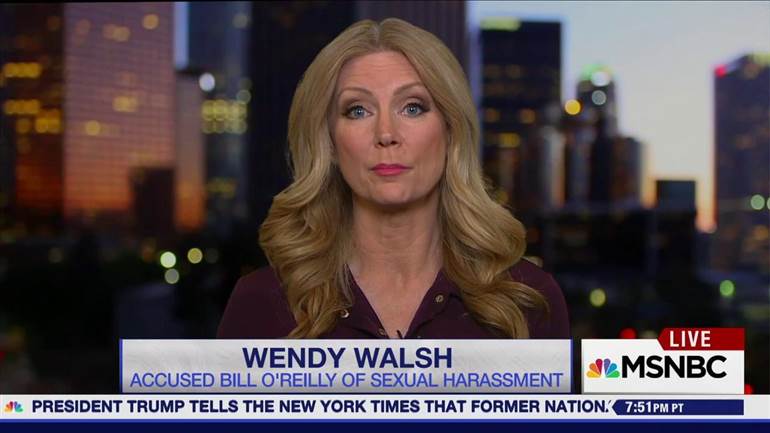 LIVE
WENDY WALSH
ACCUSED BILL O'REILLY OF SEXUAL HARASSMENT
MSNBC
PRESIDENT TRUMP TELLS THE NEW YORK TIMES THAT FORMER NATION.
7:51PM PT